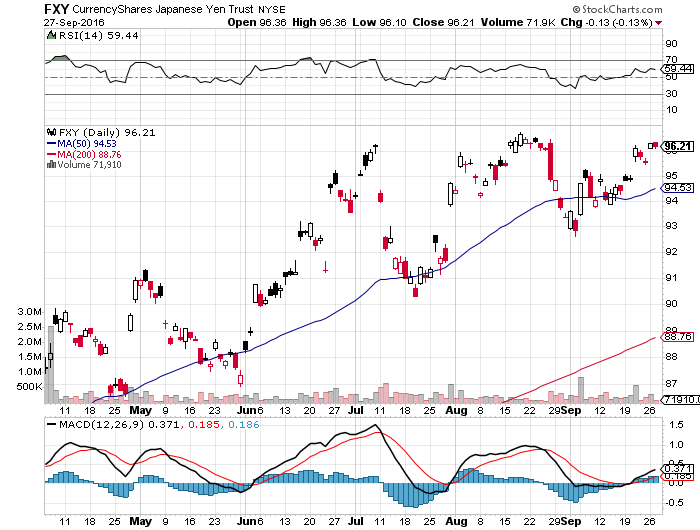 FXY CurrencyShares Japanese Yen Trust NYSE © StockCharts.com
27-Sep-2016 Open 96.36 High 96.36 Low 96.10 Close 96.21 Volume 71.9K Chg -0.13 (-0.13%)
RSI(14) 59.44
90
70
59.44
50
30
10
FXY (Daily) 96.21
MA(50) 94.53
MA(200) 88.76
Volume 71,910
96.21
95
94.53
94
93
92
91
90
88.76
88
87
71910.0
3.0M
2.5M
2.0M
1.5M
1.0M
500K
11 18 25 May 9 16 23 Jun 6 13 20 27 Jul 11 18 25 Aug 8 15 22 29 Sep 12 19 26
MACD(12,26,9) 0.371, 0.185, 0.186
1.5
1.0
0.371
0.185
0.0
-0.5
11 18 25 May 9 16 23 Jun 6 13 20 27 Jul 11 18 25 Aug 8 15 22 29 Sep 12 19 26